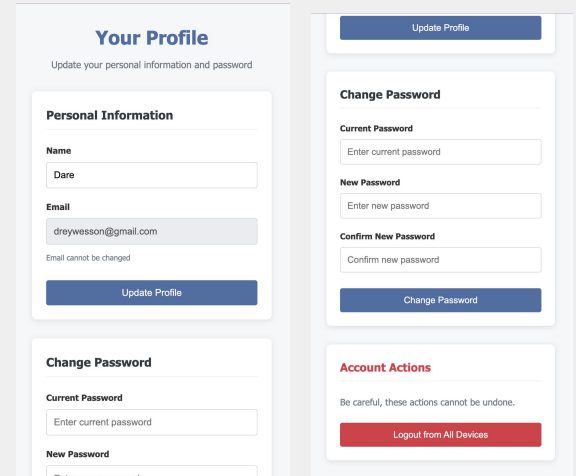 Your Profile
Update your personal information and password
Personal Information
Name
Dare
Email
dreywesson@gmail.com
Email cannot be changed
Update Profile
Change Password
Current Password
Enter current password
New Password
Update Profile
Change Password
Current Password
Enter current password
New Password
Enter new password
Confirm New Password
Confirm new password
Change Password
Account Actions
Be careful, these actions cannot be undone.
Logout from All Devices